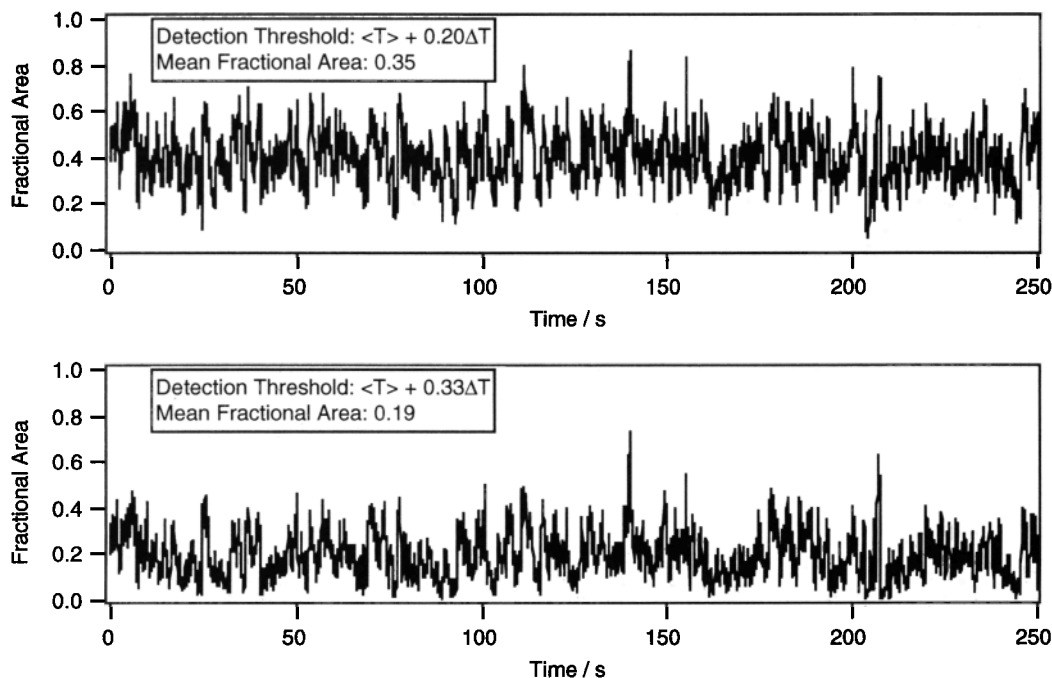 1.0
Detection Threshold: <T> + 0.20ΔT
Mean Fractional Area: 0.35
0.8
0.6
0.4
0.2
0.0
Fractional Area
0 50 100 150 200 250
Time / s
1.0
Detection Threshold: <T> + 0.33ΔT
Mean Fractional Area: 0.19
0.8
0.6
0.4
0.2
0.0
Fractional Area
0 50 100 150 200 250
Time / s